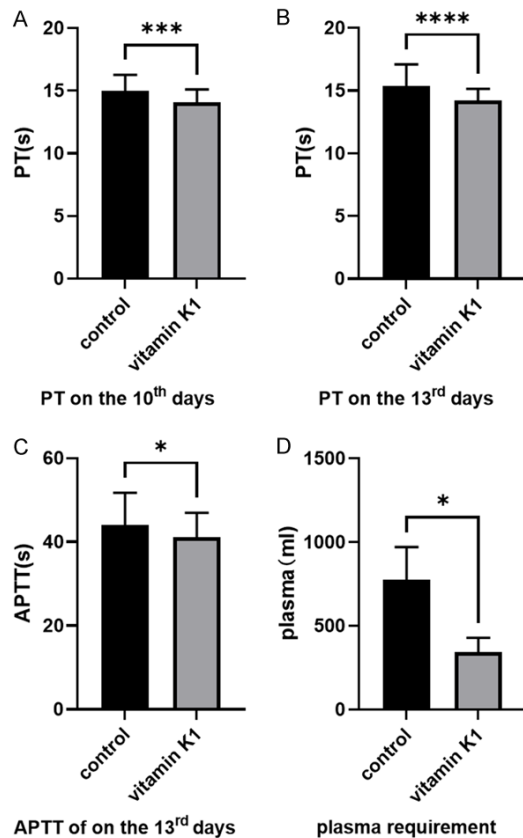 A
***
PT(s)
20
15
10
5
0
control
vitamin K1
PT on the 10th days
B
****
PT(s)
20
15
10
5
0
control
vitamin K1
PT on the 13rd days
C
*
APTT(s)
60
40
20
0
control
vitamin K1
APTT of on the 13rd days
D
*
plasma(ml)
1500
1000
500
0
control
vitamin K1
plasma requirement